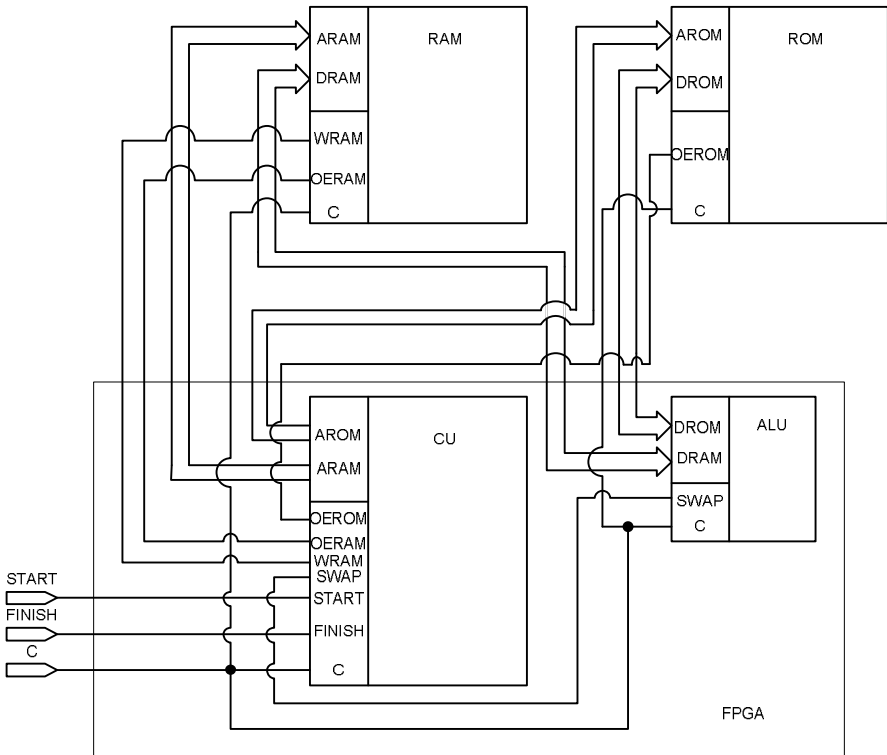 RAM
ARAM
DRAM
WRAM
OERAM
C
ROM
AROM
DROM
OEROM
C
CU
AROM
ARAM
OEROM
OERAM
WRAM
SWAP
START
FINISH
C
ALU
DROM
DRAM
SWAP
C
START
FINISH
C
FPGA